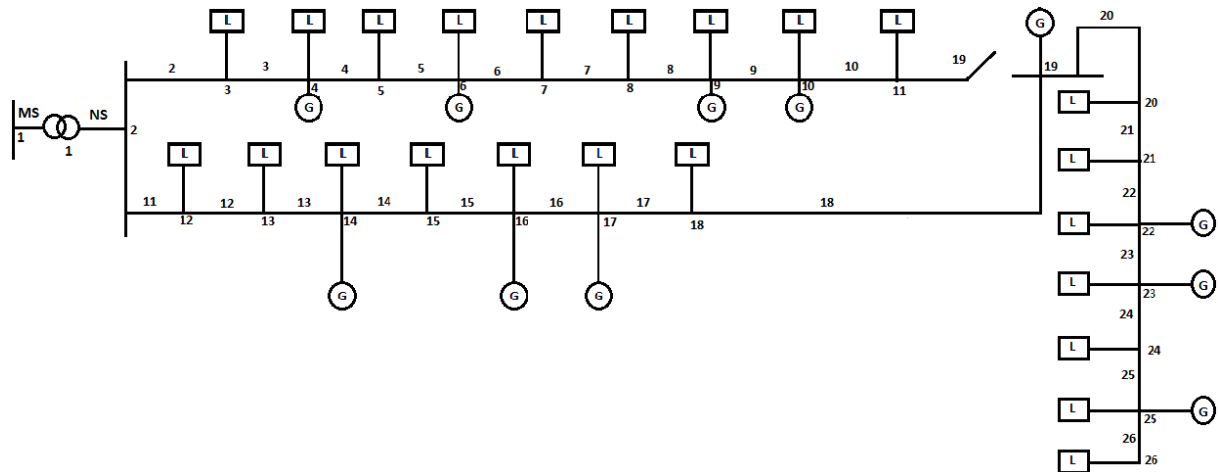 20
L L L L L L L L L G
2 3 4 5 6 7 8 9 10 19
3 4 5 6 7 8 9 10 11 19
G G G G
L 20
MS NS
1 1 2
21
L L L L L L L L 21
22
11 12 13 14 15 16 17 18
12 13 14 15 16 17 18
L 22 G
23
G G G L 23 G
24
L 24
25
L 25 G
26
L 26